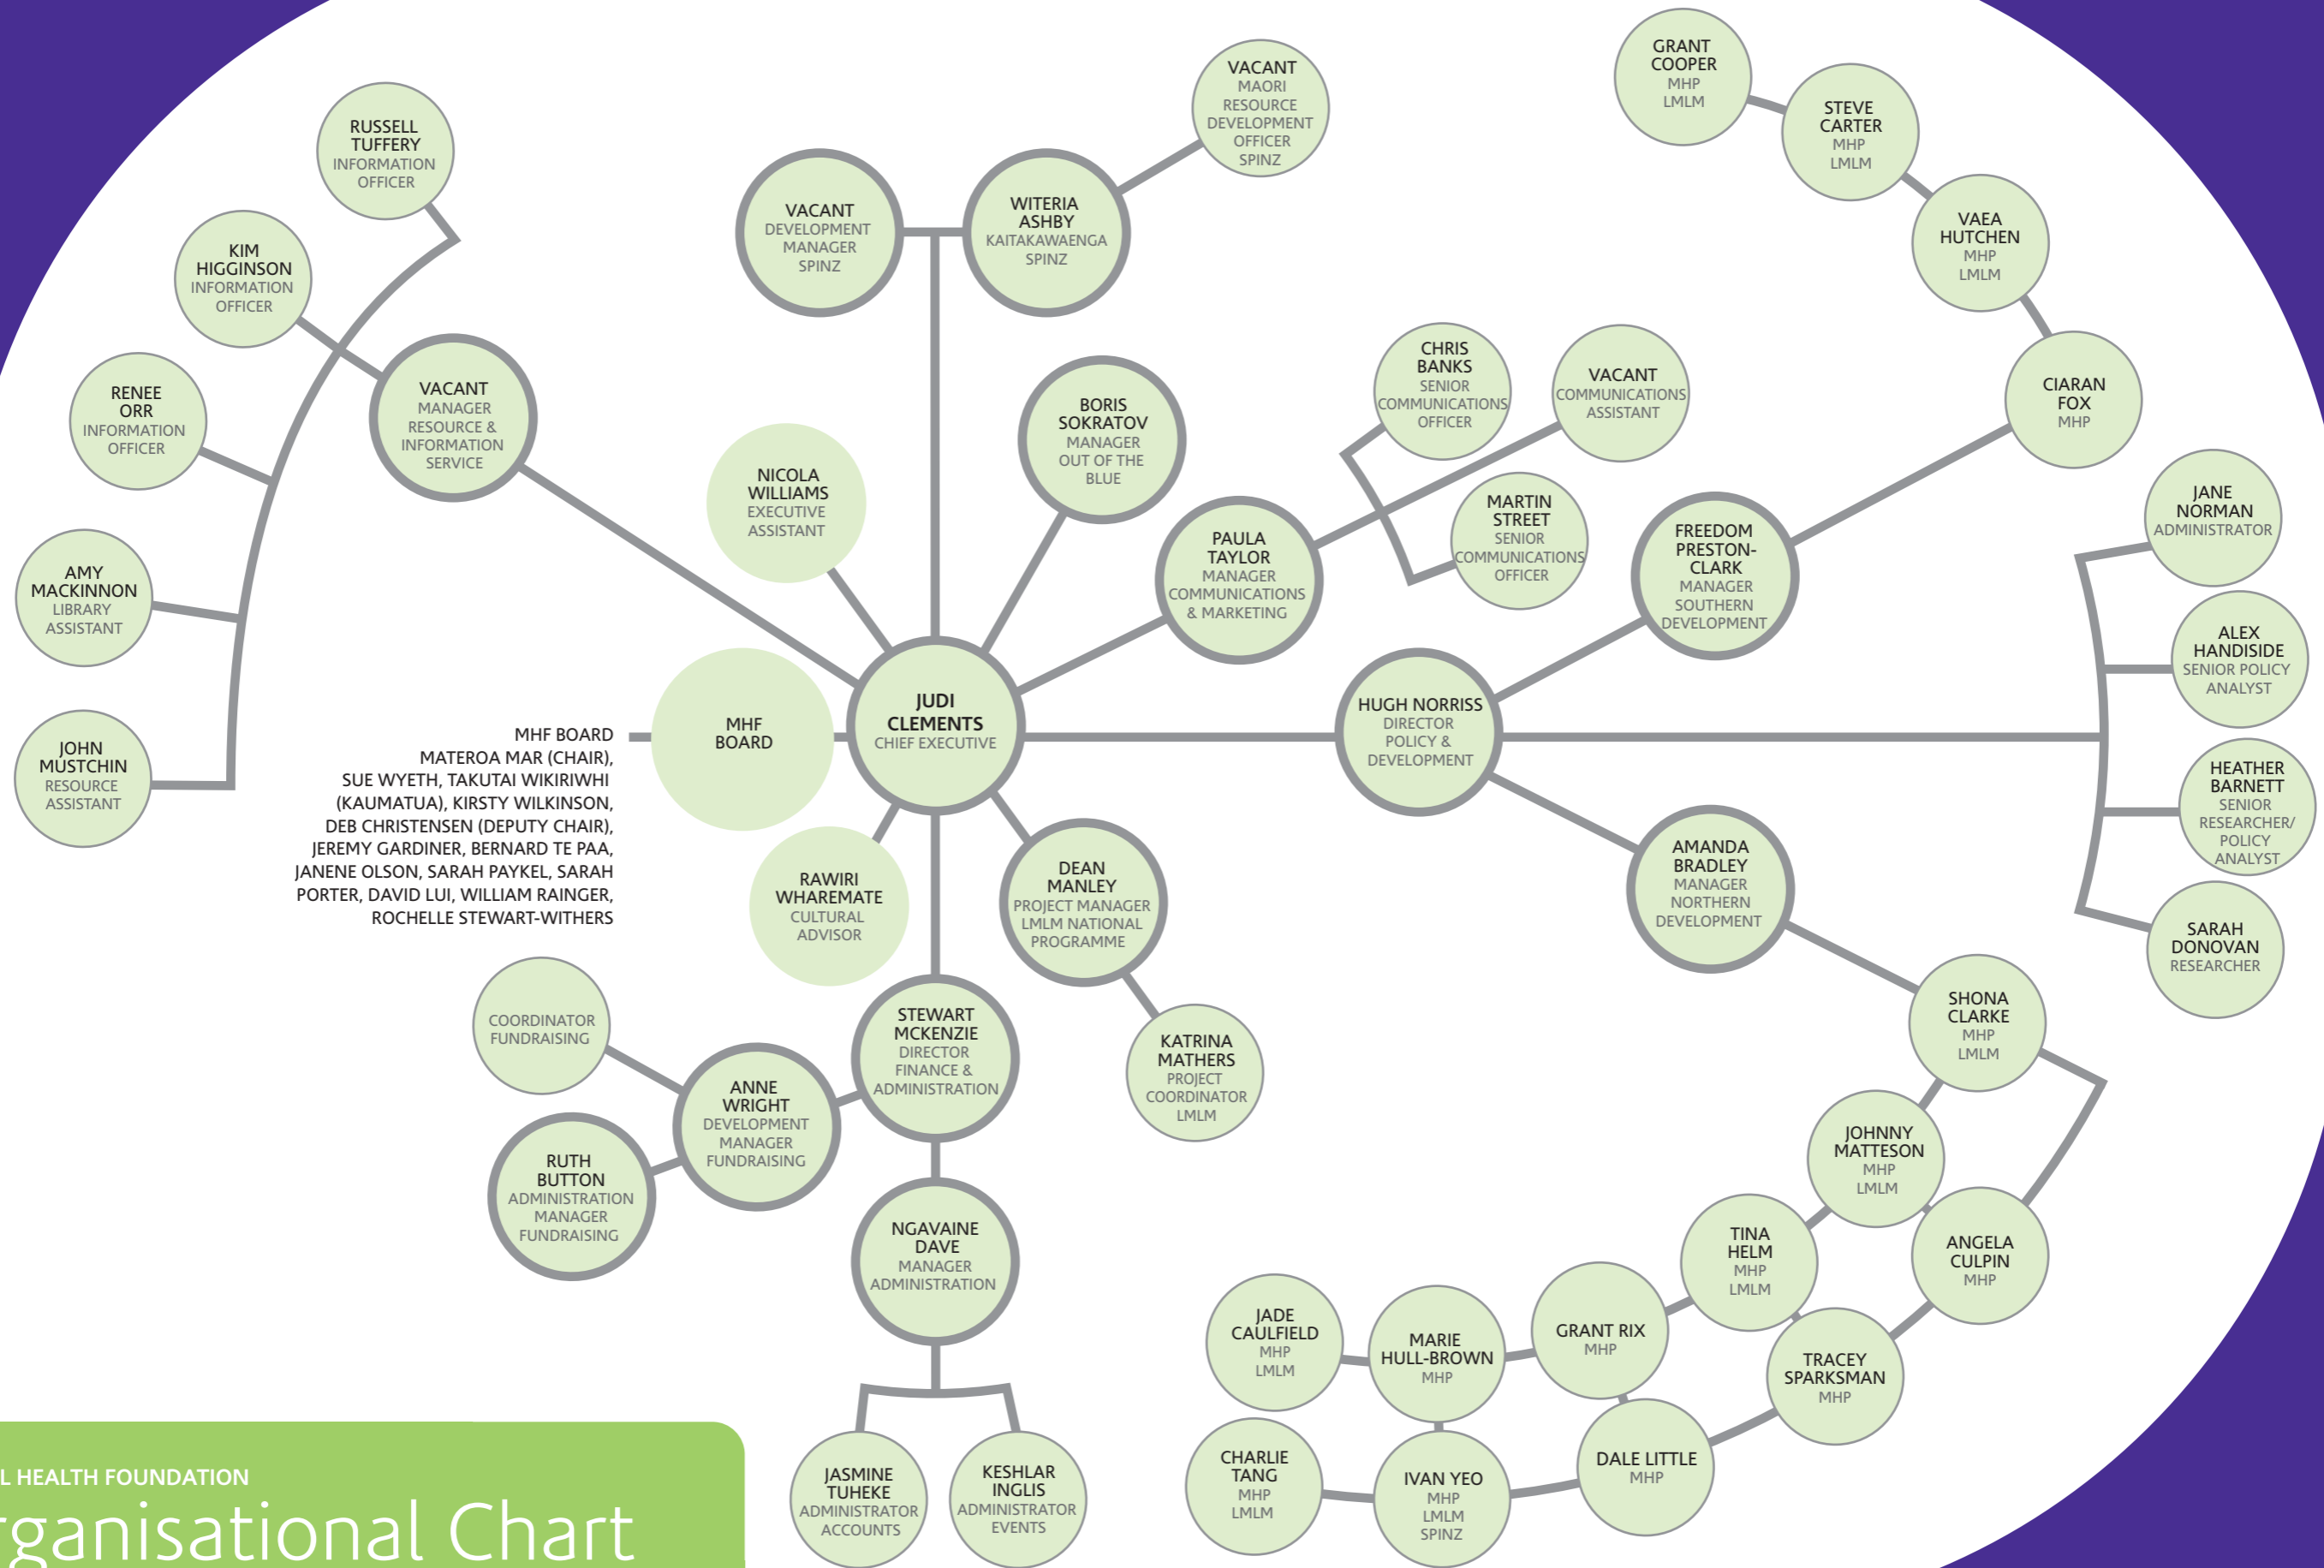 GRANT
COOPER
MHP
LMLM
STEVE
CARTER
MHP
LMLM
VAEA
HUTCHEN
MHP
LMLM
CIARAN
FOX
MHP
VACANT
MAORI
RESOURCE
DEVELOPMENT
OFFICER
SPINZ
WITERIA
ASHBY
KAITAKAWAENGA
SPINZ
VACANT
DEVELOPMENT
MANAGER
SPINZ
RUSSELL
TUFFERY
INFORMATION
OFFICER
KIM
HIGGINSON
INFORMATION
OFFICER
RENEE
ORR
INFORMATION
OFFICER
AMY
MACKINNON
LIBRARY
ASSISTANT
JOHN
MUSTCHIN
RESOURCE
ASSISTANT
VACANT
MANAGER
RESOURCE &
INFORMATION
SERVICE
NICOLA
WILLIAMS
EXECUTIVE
ASSISTANT
BORIS
SOKRATOV
MANAGER
OUT OF THE
BLUE
CHRIS
BANKS
SENIOR
COMMUNICATIONS
OFFICER
VACANT
COMMUNICATIONS
ASSISTANT
MARTIN
STREET
SENIOR
COMMUNICATIONS
OFFICER
PAULA
TAYLOR
MANAGER
COMMUNICATIONS
& MARKETING
FREEDOM
PRESTON-
CLARK
MANAGER
SOUTHERN
DEVELOPMENT
JANE
NORMAN
ADMINISTRATOR
ALEX
HANDISIDE
SENIOR POLICY
ANALYST
HEATHER
BARNETT
SENIOR
RESEARCHER/
POLICY
ANALYST
SARAH
DONOVAN
RESEARCHER
HUGH NORRISS
DIRECTOR
POLICY &
DEVELOPMENT
JUDI
CLEMENTS
CHIEF EXECUTIVE
MHF
BOARD
MHF BOARD
MATEROA MAR (CHAIR),
SUE WYETH, TAKUTAI WIKIRIWHI
(KAUMATUA), KIRSTY WILKINSON,
DEB CHRISTENSEN (DEPUTY CHAIR),
JEREMY GARDINER, BERNARD TE PAA,
JANENE OLSON, SARAH PAYKEL, SARAH
PORTER, DAVID LUI, WILLIAM RAINGER,
ROCHELLE STEWART-WITHERS
RAWIRI
WHAREMATE
CULTURAL
ADVISOR
DEAN
MANLEY
PROJECT MANAGER
LMLM NATIONAL
PROGRAMME
KATRINA
MATHERS
PROJECT
COORDINATOR
LMLM
AMANDA
BRADLEY
MANAGER
NORTHERN
DEVELOPMENT
SHONA
CLARKE
MHP
LMLM
JOHNNY
MATTESON
MHP
LMLM
ANGELA
CULPIN
MHP
TINA
HELM
MHP
LMLM
TRACEY
SPARKSMAN
MHP
GRANT RIX
MHP
DALE LITTLE
MHP
MARIE
HULL-BROWN
MHP
IVAN YEO
MHP
LMLM
SPINZ
JADE
CAULFIELD
MHP
LMLM
CHARLIE
TANG
MHP
LMLM
STEWART
MCKENZIE
DIRECTOR
FINANCE &
ADMINISTRATION
COORDINATOR
FUNDRAISING
ANNE
WRIGHT
DEVELOPMENT
MANAGER
FUNDRAISING
RUTH
BUTTON
ADMINISTRATION
MANAGER
FUNDRAISING
NGAVAINE
DAVE
MANAGER
ADMINISTRATION
JASMINE
TUHEKE
ADMINISTRATOR
ACCOUNTS
KESHLAR
INGLIS
ADMINISTRATOR
EVENTS
L HEALTH FOUNDATION
rganisational Chart